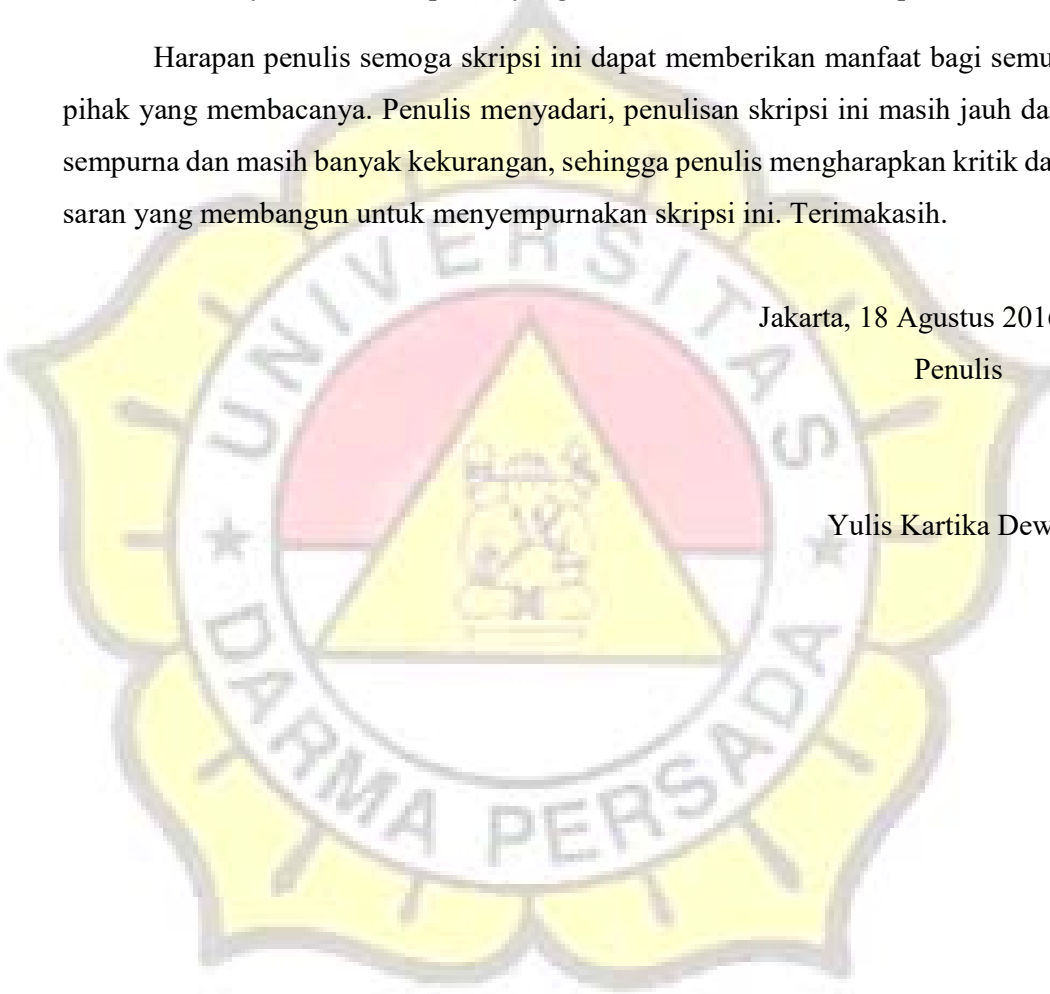 Harapan penulis semoga skripsi ini dapat memberikan manfaat bagi semu
pihak yang membacanya. Penulis menyadari, penulisan skripsi ini masih jauh da
sempurna dan masih banyak kekurangan, sehingga penulis mengharapkan kritik da
saran yang membangun untuk menyempurnakan skripsi ini. Terimakasih.
Jakarta, 18 Agustus 2016
Penulis
Yulis Kartika Dew
UNIVERSITAS
DARMA PERSADA